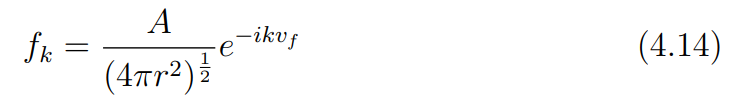 f_k = \frac{A}{(4\pi r^2)^{\frac{1}{2}}} e^{-ikv_f} (4.14)